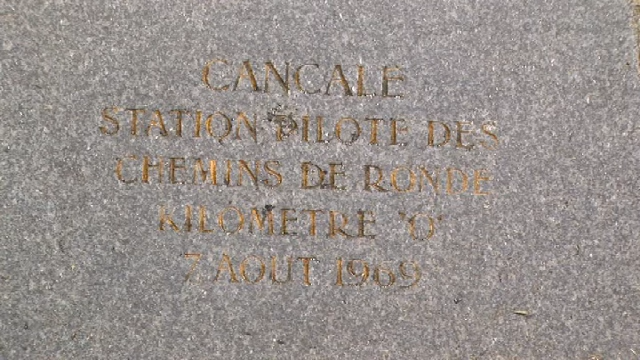 CANCALE
STATION PILOTE DES
CHEMINS DE RONDE
KILOMETRE 'O'
7 AOUT 1969